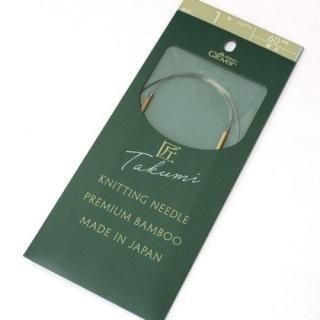 1
60
Clover
匠
Takumi
KNITTING NEEDLE
PREMIUM BAMBOO
MADE IN JAPAN